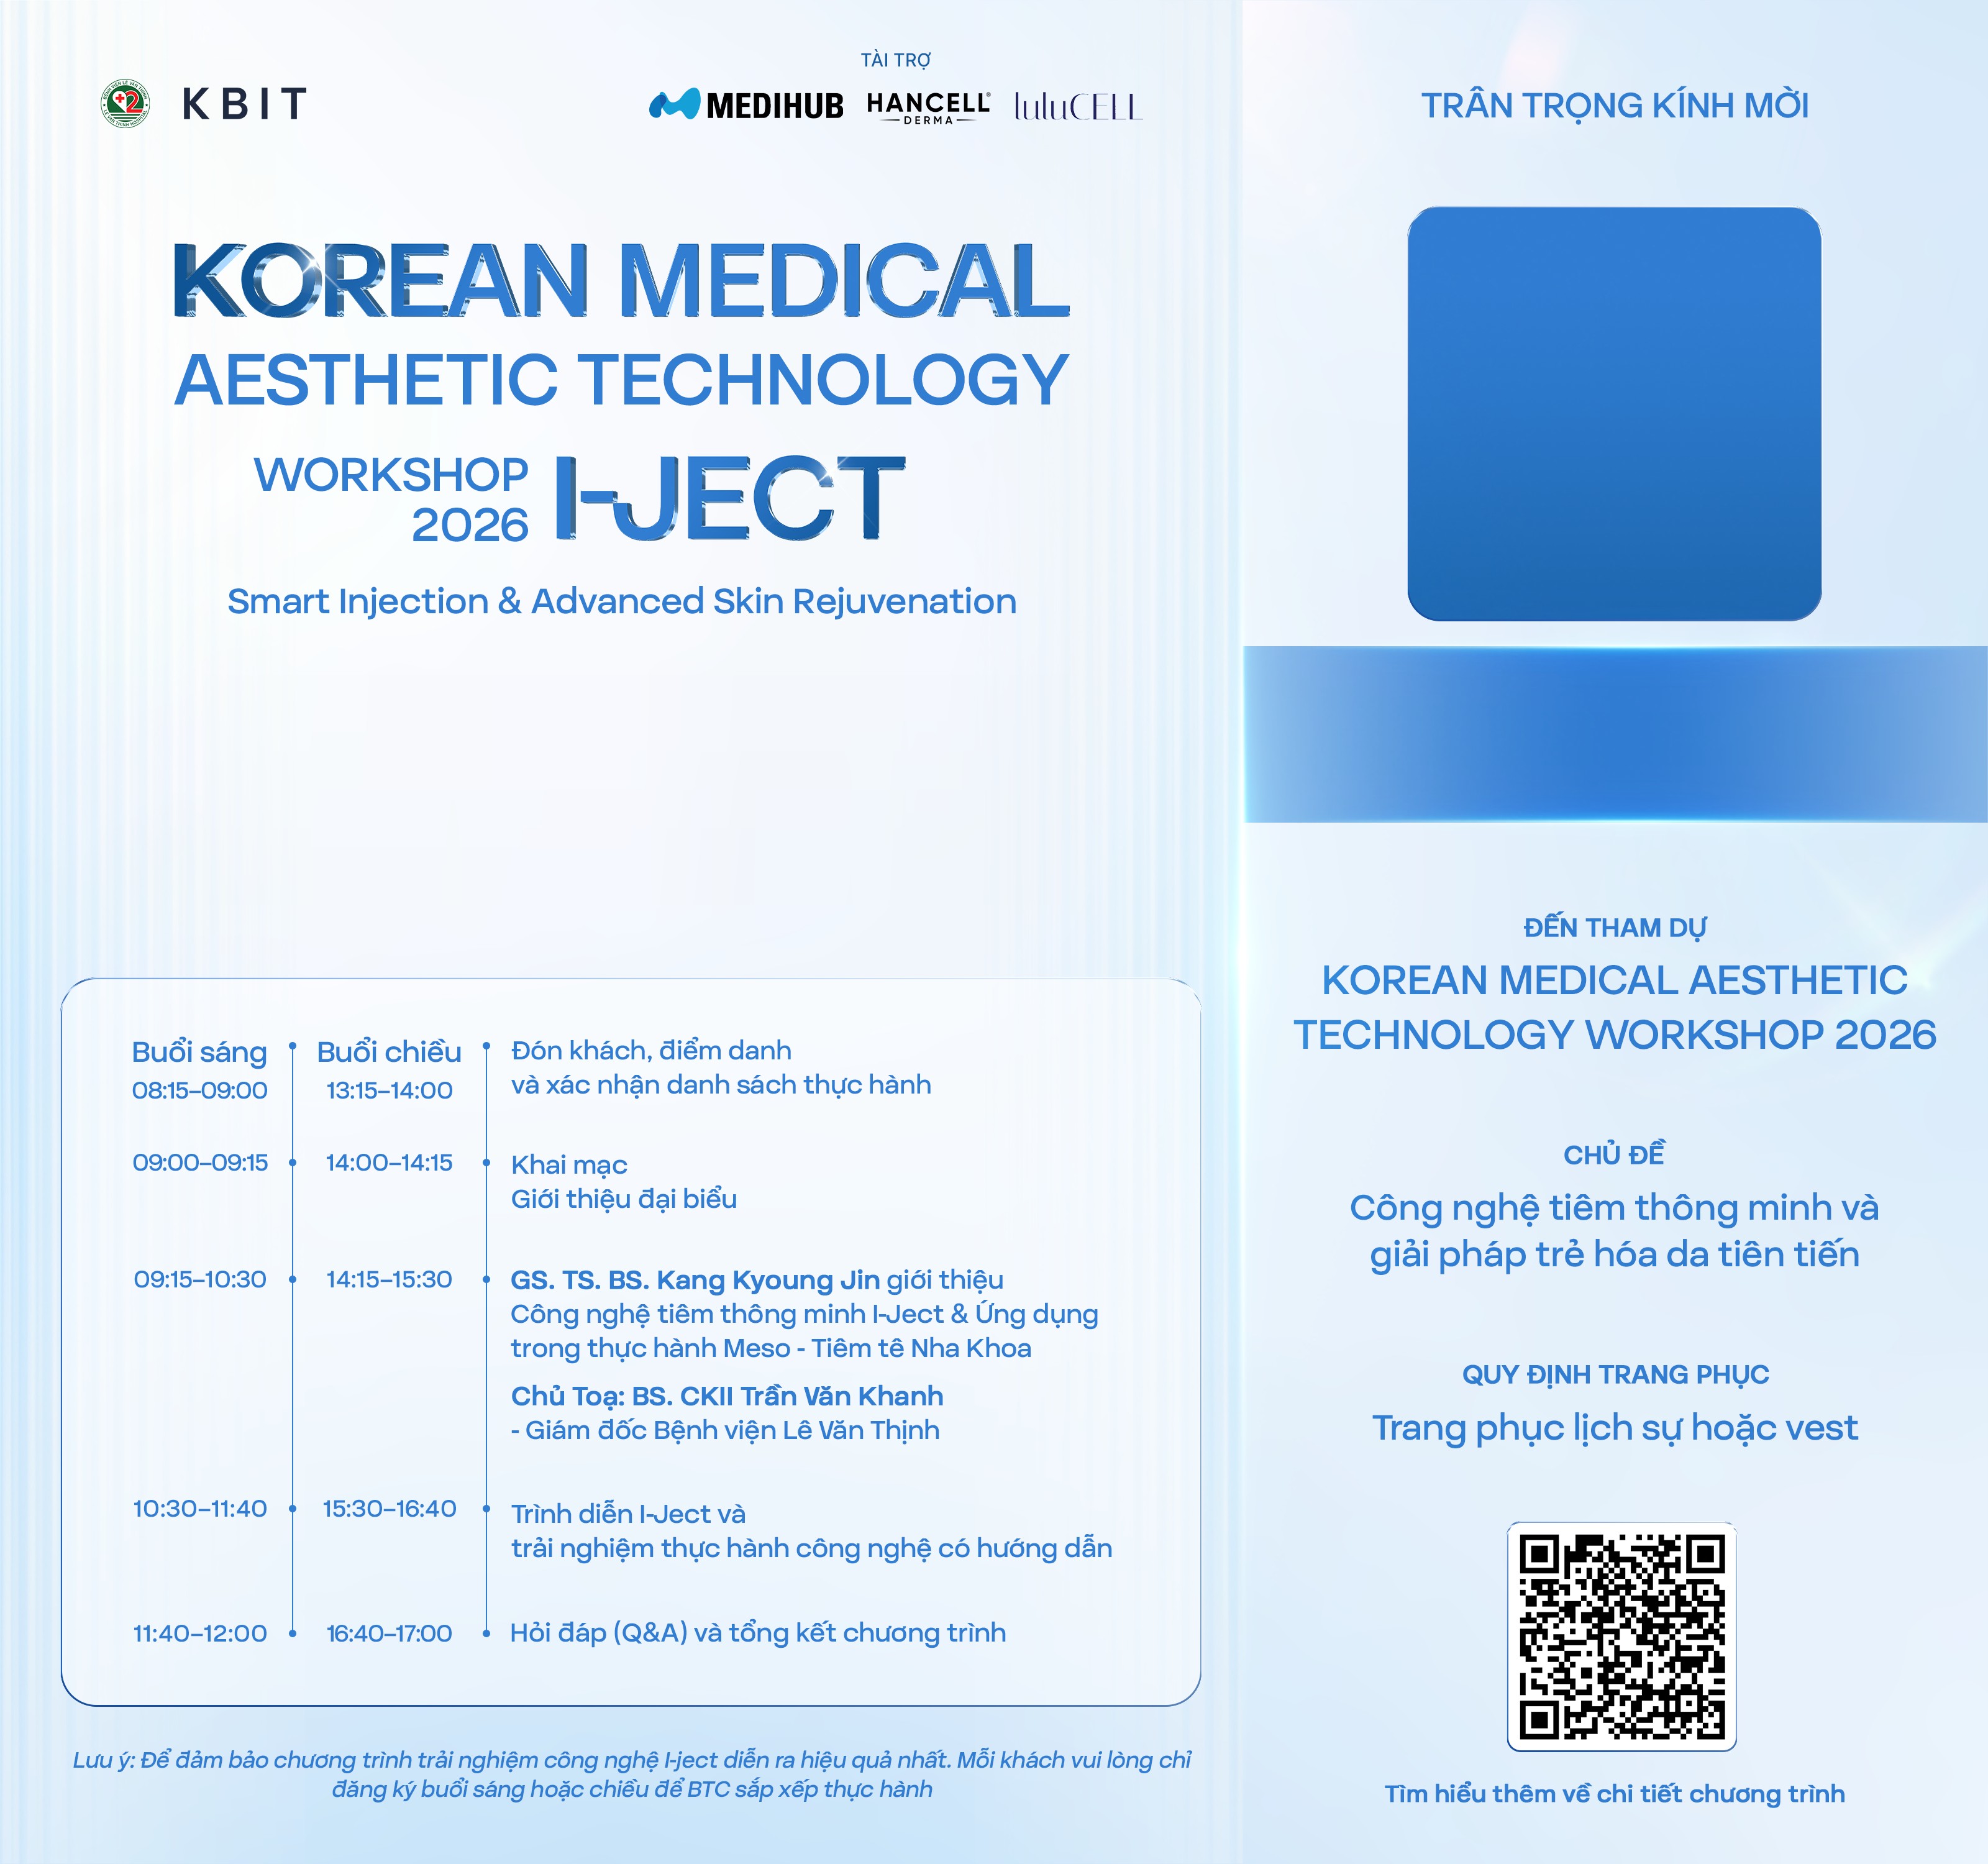 KBIT
TÀI TRỢ
MEDIHUB
HANCELL®
DERMA
luluCELL
KOREAN MEDICAL
AESTHETIC TECHNOLOGY
WORKSHOP
2026
I-JECT
Smart Injection & Advanced Skin Rejuvenation
Buổi sáng
08:15–09:00
Buổi chiều
13:15–14:00
Đón khách, điểm danh
và xác nhận danh sách thực hành
09:00–09:15
14:00–14:15
Khai mạc
Giới thiệu đại biểu
09:15–10:30
14:15–15:30
GS. TS. BS. Kang Kyoung Jin giới thiệu
Công nghệ tiêm thông minh I-Ject & Ứng dụng
trong thực hành Meso - Tiêm tê Nha Khoa
Chủ Toạ: BS. CKII Trần Văn Khanh
- Giám đốc Bệnh viện Lê Văn Thịnh
10:30–11:40
15:30–16:40
Trình diễn I-Ject và
trải nghiệm thực hành công nghệ có hướng dẫn
11:40–12:00
16:40–17:00
Hỏi đáp (Q&A) và tổng kết chương trình
Lưu ý: Để đảm bảo chương trình trải nghiệm công nghệ I-ject diễn ra hiệu quả nhất. Mỗi khách vui lòng chỉ
đăng ký buổi sáng hoặc chiều để BTC sắp xếp thực hành
TRÂN TRỌNG KÍNH MỜI
ĐẾN THAM DỰ
KOREAN MEDICAL AESTHETIC
TECHNOLOGY WORKSHOP 2026
CHỦ ĐỀ
Công nghệ tiêm thông minh và
giải pháp trẻ hóa da tiên tiến
QUY ĐỊNH TRANG PHỤC
Trang phục lịch sự hoặc vest
Tìm hiểu thêm về chi tiết chương trình